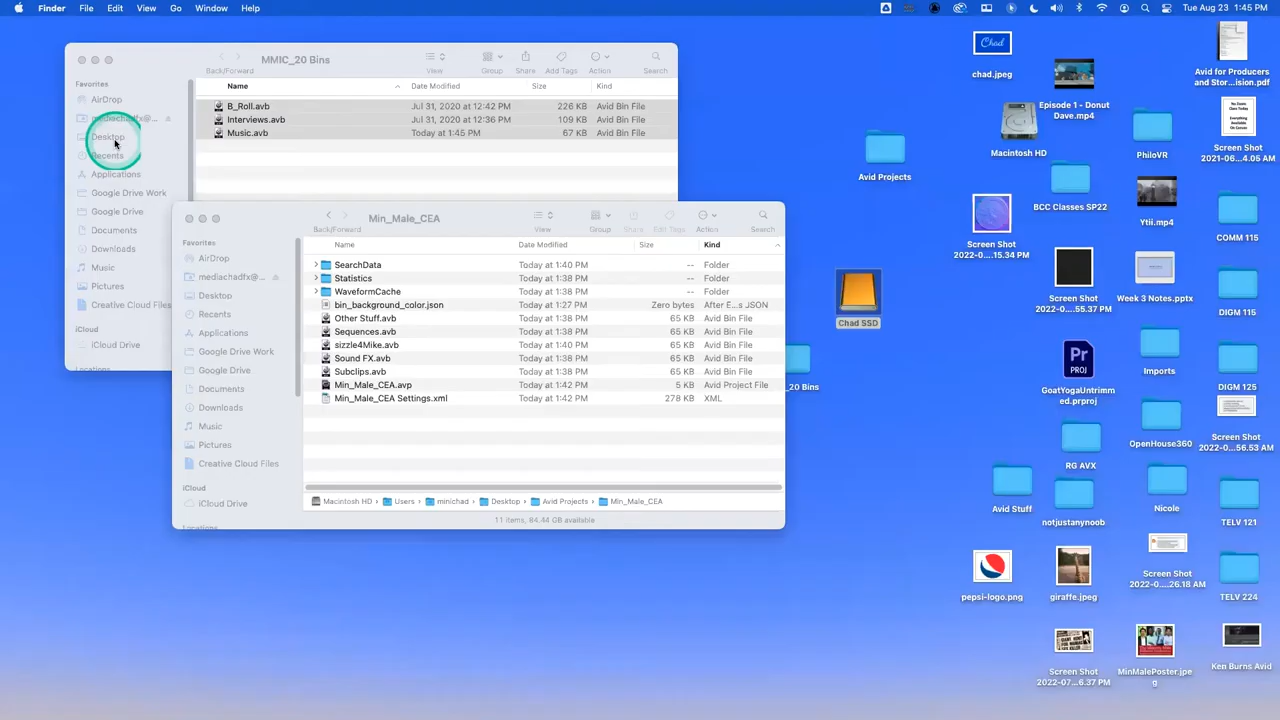 Finder File Edit View Go Window Help
Tue Aug 23 1:45 PM
MMIC_20 Bins
Back/Forward View Group Share Add Tags Action Search
Favorites
AirDrop
mediachadfx@...
Desktop
Recents
Applications
Google Drive Work
Google Drive
Documents
Downloads
Music
Pictures
Creative Cloud Files
iCloud
iCloud Drive
Locations
Name Date Modified Size Kind
B_Roll.avb Jul 31, 2020 at 12:42 PM 226 KB Avid Bin File
Interviews.avb Jul 31, 2020 at 12:36 PM 109 KB Avid Bin File
Music.avb Today at 1:45 PM 67 KB Avid Bin File
Min_Male_CEA
Back/Forward View Group Share Edit Tags Action Search
Favorites
AirDrop
mediachadfx@...
Desktop
Recents
Applications
Google Drive Work
Google Drive
Documents
Downloads
Music
Pictures
Creative Cloud Files
iCloud
iCloud Drive
Locations
Name Date Modified Size Kind
SearchData Today at 1:40 PM -- Folder
Statistics Today at 1:38 PM -- Folder
WaveformCache Today at 1:38 PM -- Folder
bin_background_color.json Today at 1:27 PM Zero bytes After E...s JSON
Other Stuff.avb Today at 1:38 PM 65 KB Avid Bin File
Sequences.avb Today at 1:38 PM 65 KB Avid Bin File
sizzle4Mike.avb Today at 1:40 PM 65 KB Avid Bin File
Sound FX.avb Today at 1:38 PM 65 KB Avid Bin File
Subclips.avb Today at 1:38 PM 65 KB Avid Bin File
Min_Male_CEA.avp Today at 1:42 PM 5 KB Avid Project File
Min_Male_CEA Settings.xml Today at 1:42 PM 278 KB XML
Macintosh HD › Users › minichad › Desktop › Avid Projects › Min_Male_CEA
11 items, 84.44 GB available
Avid Projects
Chad SSD
_20 Bins
Chad
chad.jpeg
Macintosh HD
Screen Shot
2022-0....15.34 PM
Avid Stuff
pepsi-logo.png
Episode 1 - Donut
Dave.mp4
BCC Classes SP22
Screen Shot
2022-0....55.37 PM
Pr
PROJ
GoatYogaUntrimm
ed.prproj
RG AVX
notjustanynoob
giraffe.jpeg
Screen Shot
2022-07...6.37 PM
PhiloVR
Ytii.mp4
Week 3 Notes.pptx
Imports
OpenHouse360
Nicole
Screen Shot
2022-0....26.18 AM
MinMalePoster.jpe
g
Avid for Producers
and Stor...ision.pdf
Screen Shot
2021-06...4.05 AM
COMM 115
DIGM 115
DIGM 125
Screen Shot
2022-0....56.53 AM
TELV 121
TELV 224
Ken Burns Avid